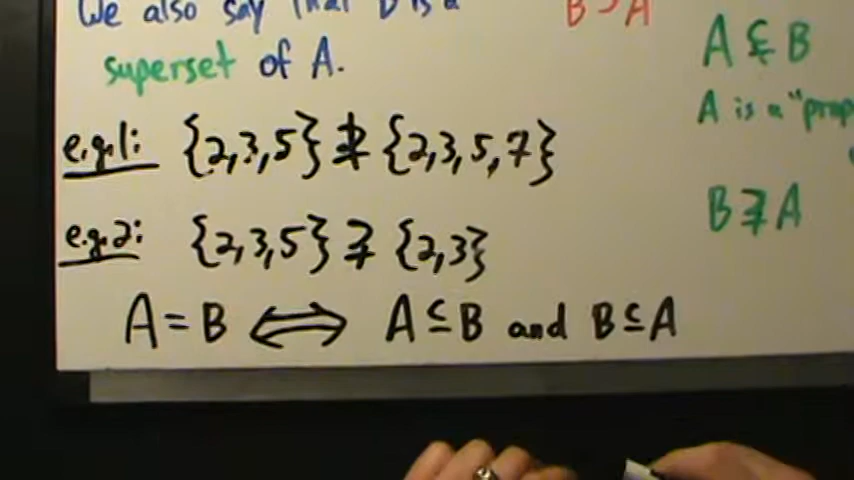 We also say that B is a
superset of A.
B ⊃ A
A ⊊ B
A is a "prop
B ⊋ A
e.g.1: {2,3,5} ⊉ {2,3,5,7}
e.g.2: {2,3,5} ⊋ {2,3}
A = B ⟺ A ⊆ B and B ⊆ A